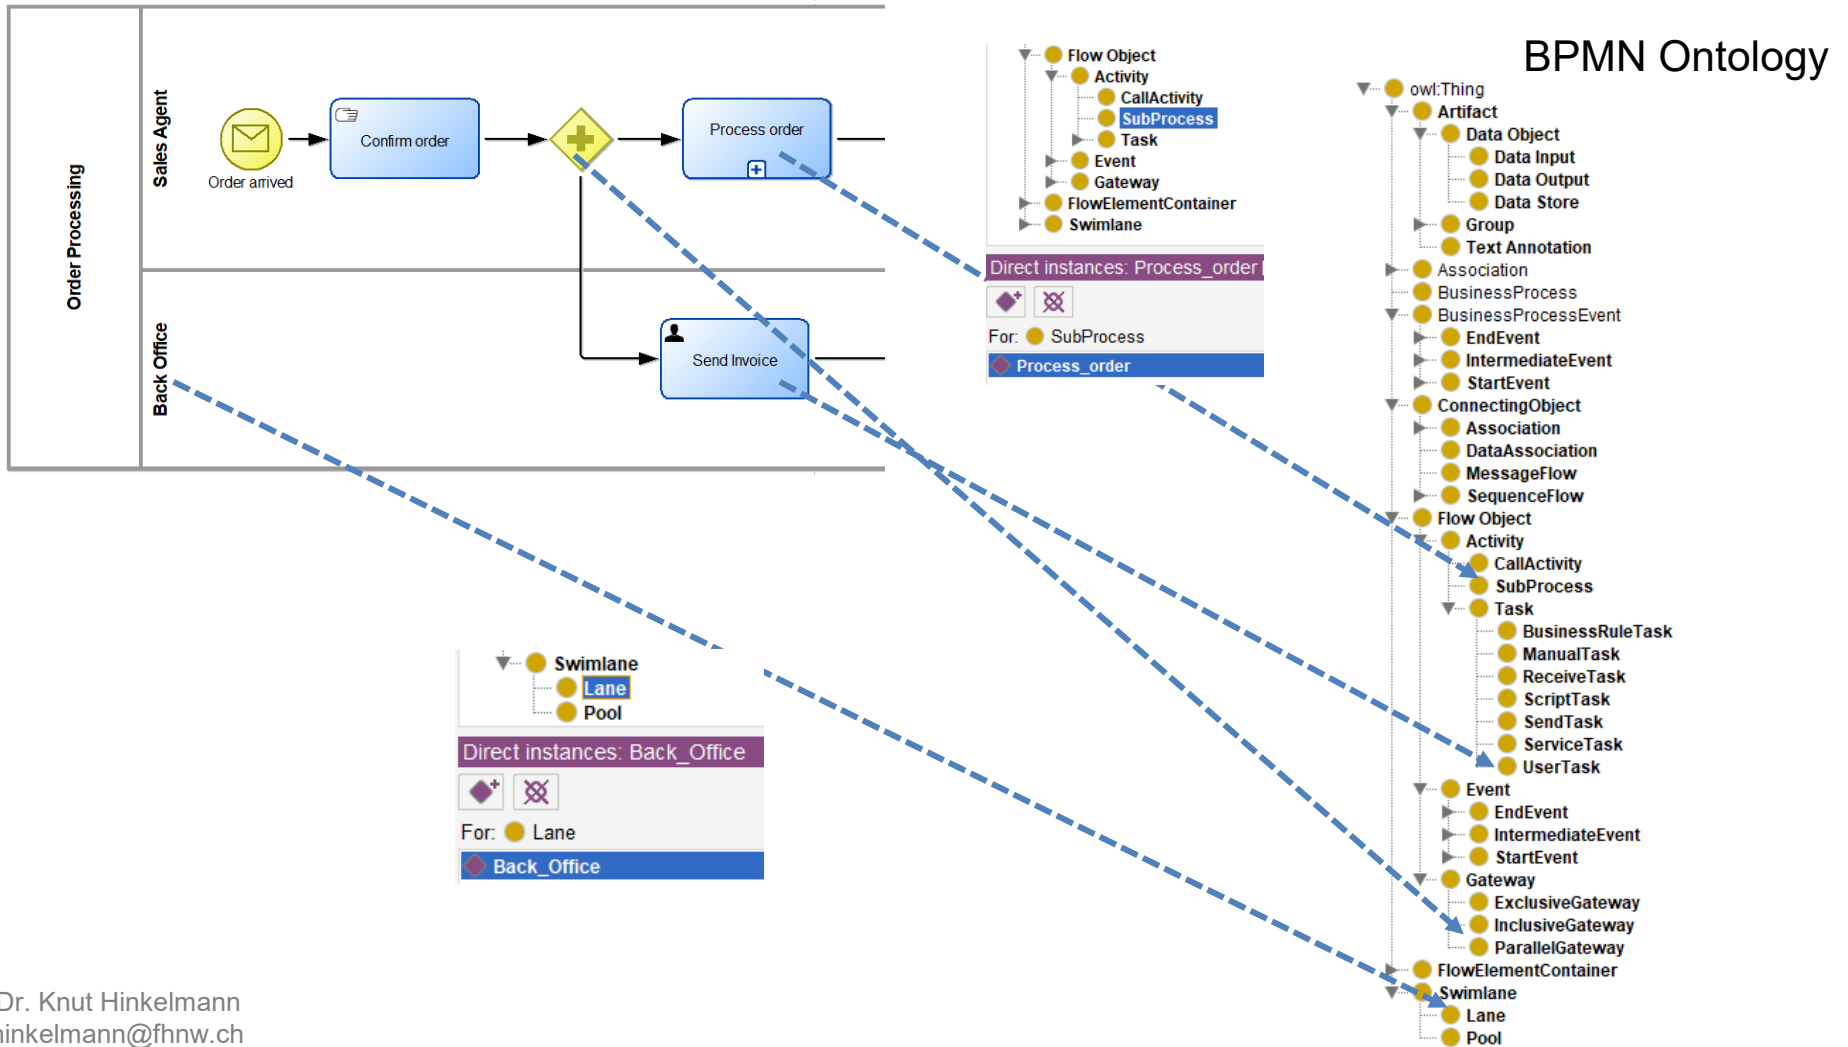 BPMN Ontology
Order Processing
Sales Agent
Order arrived
Confirm order
Process order
Back Office
Send Invoice
Flow Object
Activity
CallActivity
SubProcess
Task
Event
Gateway
FlowElementContainer
Swimlane
Direct instances: Process_order
For: SubProcess
Process_order
Swimlane
Lane
Pool
Direct instances: Back_Office
For: Lane
Back_Office
owl:Thing
Artifact
Data Object
Data Input
Data Output
Data Store
Group
Text Annotation
Association
BusinessProcess
BusinessProcessEvent
EndEvent
IntermediateEvent
StartEvent
ConnectingObject
Association
DataAssociation
MessageFlow
SequenceFlow
Flow Object
Activity
CallActivity
SubProcess
Task
BusinessRuleTask
ManualTask
ReceiveTask
ScriptTask
SendTask
ServiceTask
UserTask
Event
EndEvent
IntermediateEvent
StartEvent
Gateway
ExclusiveGateway
InclusiveGateway
ParallelGateway
FlowElementContainer
Swimlane
Lane
Pool
Dr. Knut Hinkelmann
hinkelmann@fhnw.ch